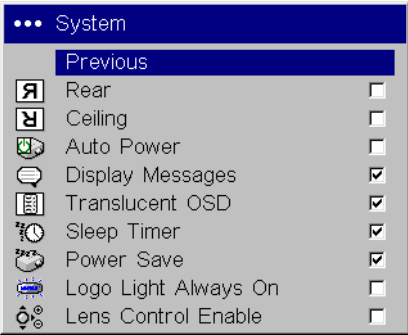 ••• System
Previous
Rear
Ceiling
Auto Power
Display Messages
Translucent OSD
Sleep Timer
Power Save
Logo Light Always On
Lens Control Enable